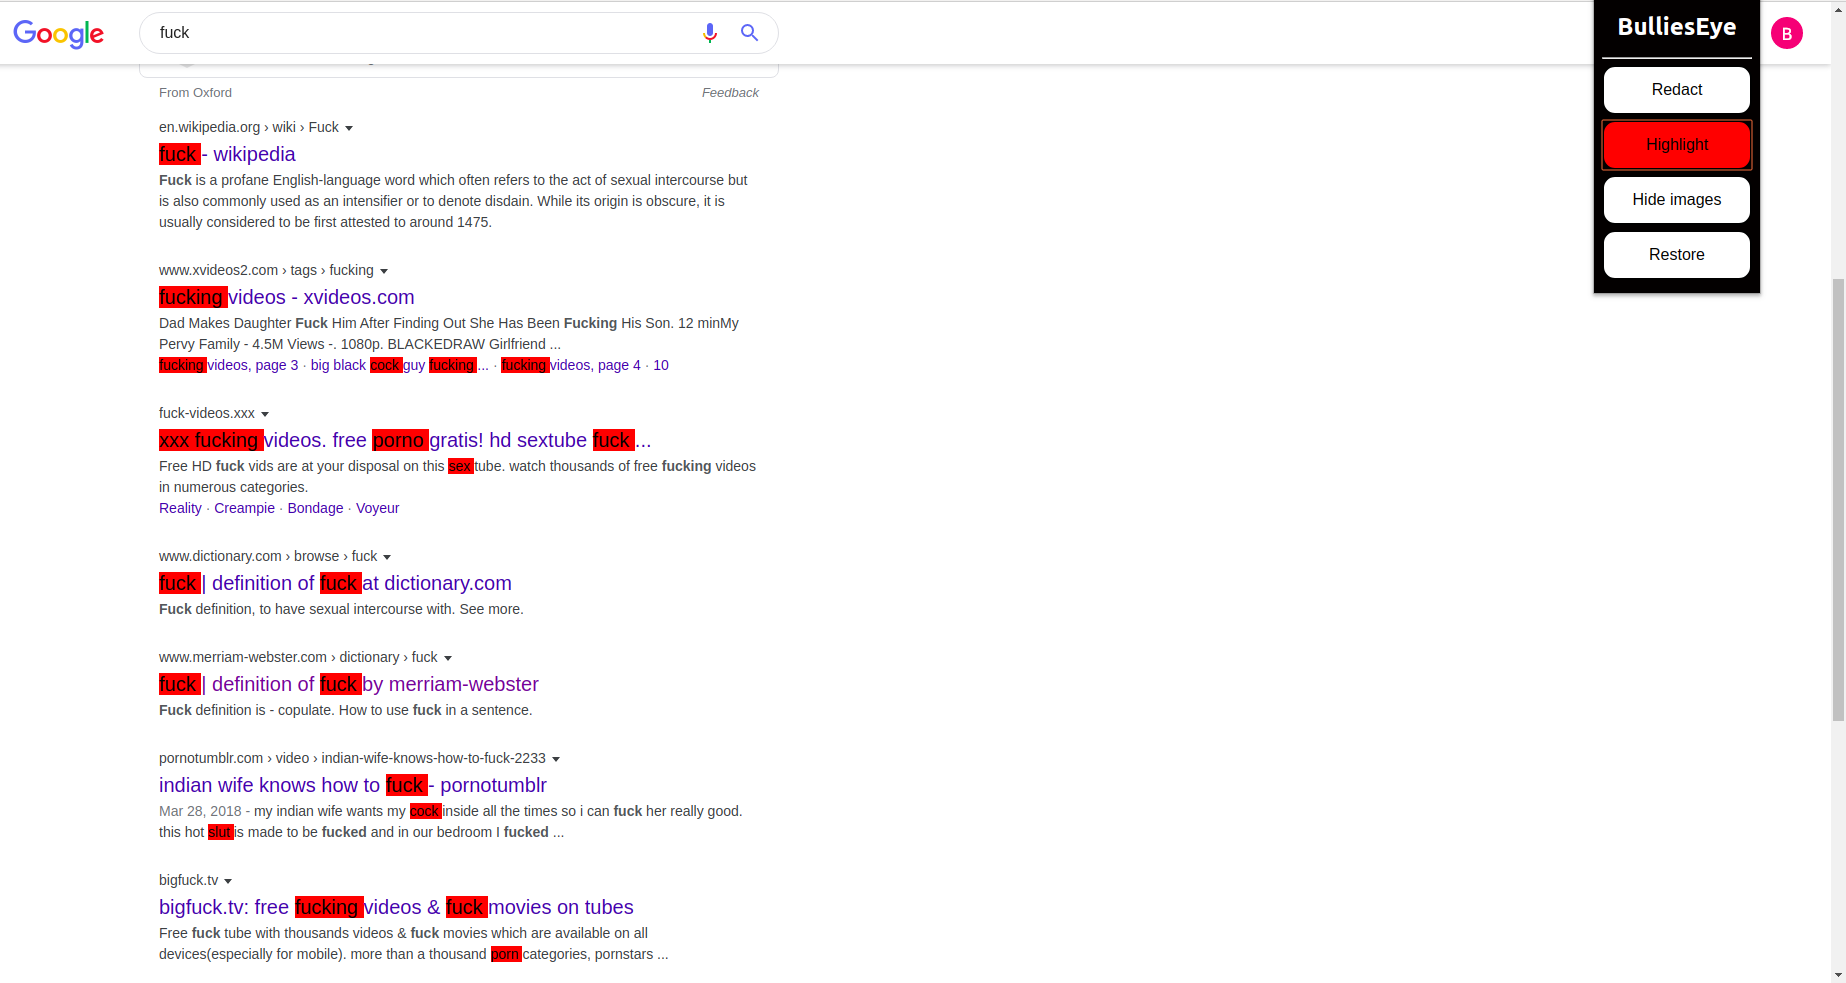 Google
fuck
BulliesEye
B
Redact
Highlight
Hide images
Restore
From Oxford
Feedback
en.wikipedia.org › wiki › Fuck
fuck - wikipedia
Fuck is a profane English-language word which often refers to the act of sexual intercourse but
is also commonly used as an intensifier or to denote disdain. While its origin is obscure, it is
usually considered to be first attested to around 1475.
www.xvideos2.com › tags › fucking
fucking videos - xvideos.com
Dad Makes Daughter Fuck Him After Finding Out She Has Been Fucking His Son. 12 minMy
Pervy Family - 4.5M Views -. 1080p. BLACKEDRAW Girlfriend ...
fucking videos, page 3 · big black cock guy fucking ... · fucking videos, page 4 · 10
fuck-videos.xxx
xxx fucking videos. free porno gratis! hd sextube fuck ...
Free HD fuck vids are at your disposal on this sex tube. watch thousands of free fucking videos
in numerous categories.
Reality · Creampie · Bondage · Voyeur
www.dictionary.com › browse › fuck
fuck | definition of fuck at dictionary.com
Fuck definition, to have sexual intercourse with. See more.
www.merriam-webster.com › dictionary › fuck
fuck | definition of fuck by merriam-webster
Fuck definition is - copulate. How to use fuck in a sentence.
pornotumblr.com › video › indian-wife-knows-how-to-fuck-2233
indian wife knows how to fuck - pornotumblr
Mar 28, 2018 - my indian wife wants my cock inside all the times so i can fuck her really good.
this hot slut is made to be fucked and in our bedroom I fucked ...
bigfuck.tv
bigfuck.tv: free fucking videos & fuck movies on tubes
Free fuck tube with thousands videos & fuck movies which are available on all
devices(especially for mobile). more than a thousand porn categories, pornstars ...